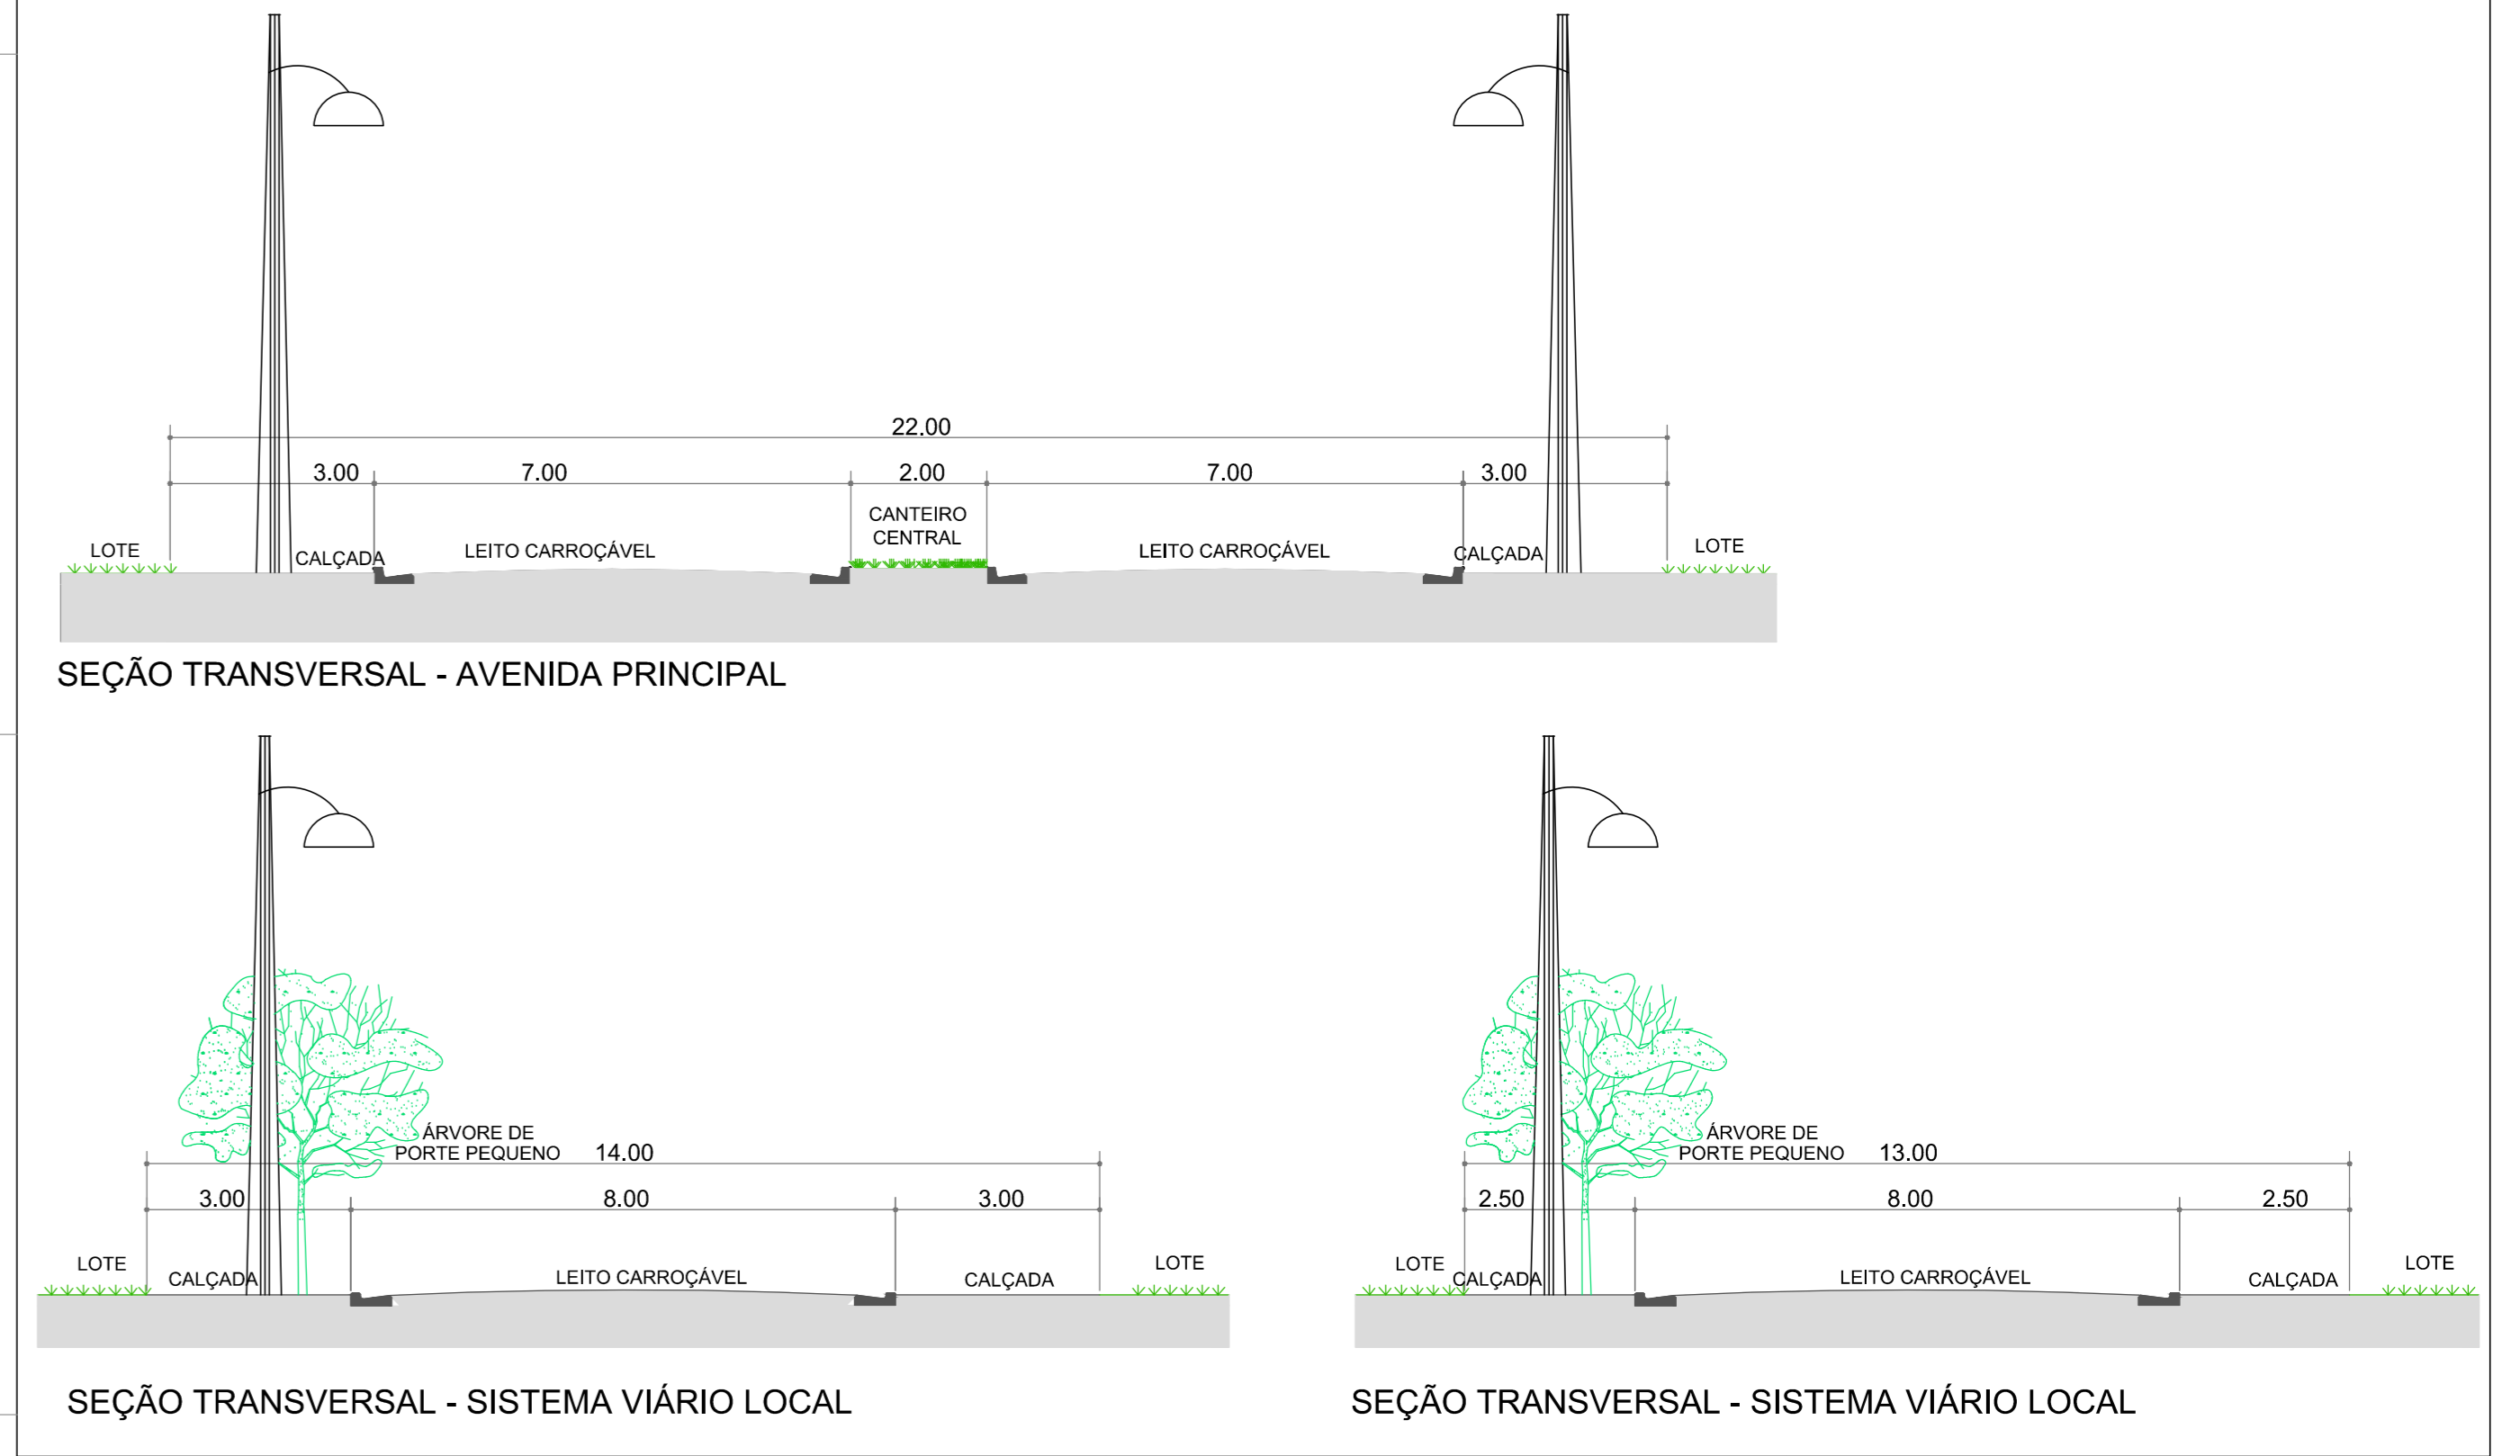 22.00
3.00 7.00 2.00 7.00 3.00
CANTEIRO
CENTRAL
LOTE CALÇADA LEITO CARROÇÁVEL LEITO CARROÇÁVEL CALÇADA LOTE
SEÇÃO TRANSVERSAL - AVENIDA PRINCIPAL
ÁRVORE DE
PORTE PEQUENO 14.00
3.00 8.00 3.00
LOTE CALÇADA LEITO CARROÇÁVEL CALÇADA LOTE
SEÇÃO TRANSVERSAL - SISTEMA VIÁRIO LOCAL
ÁRVORE DE
PORTE PEQUENO 13.00
2.50 8.00 2.50
LOTE CALÇADA LEITO CARROÇÁVEL CALÇADA LOTE
SEÇÃO TRANSVERSAL - SISTEMA VIÁRIO LOCAL